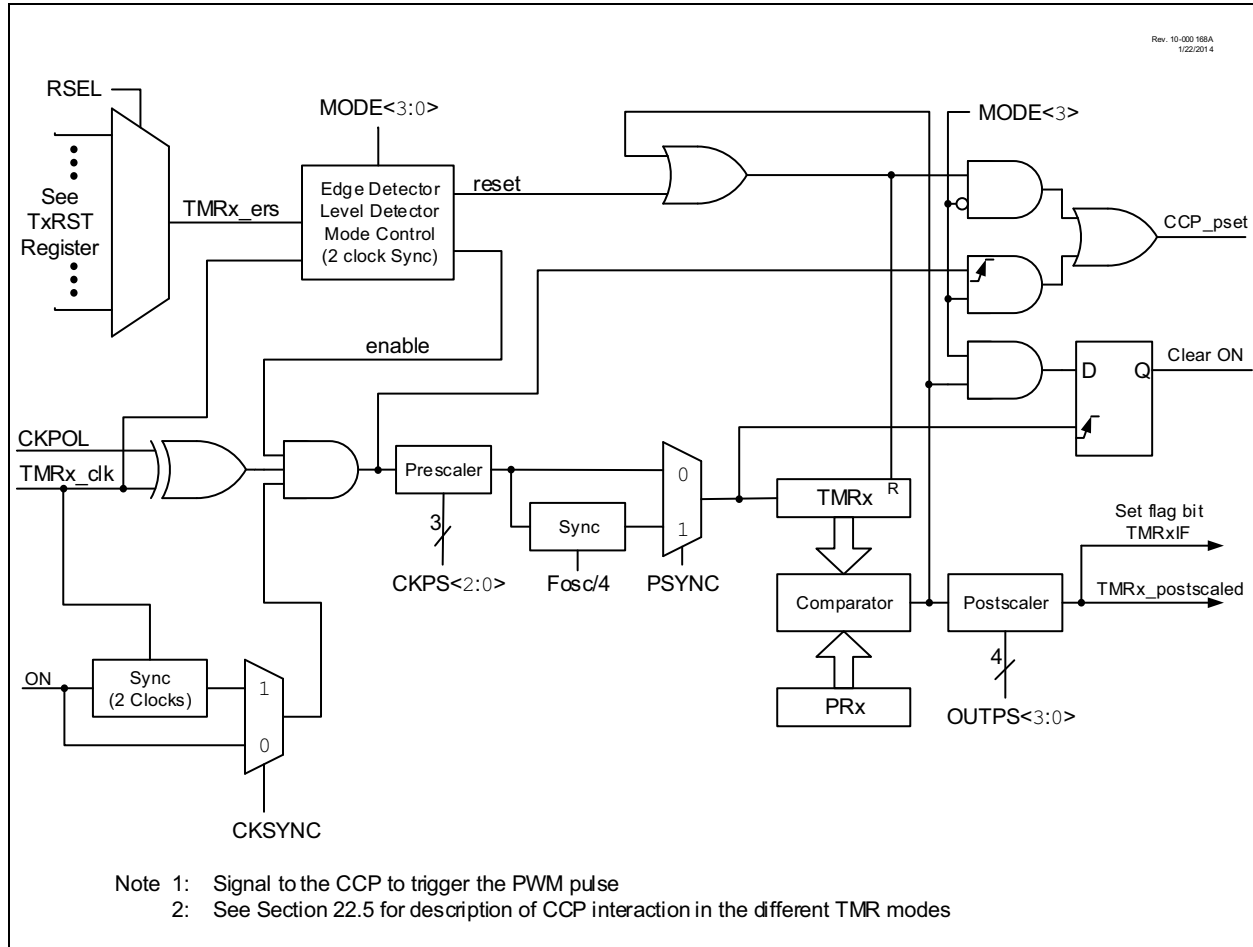 Rev. 10-000 168A
1/22/2014
RSEL
MODE<3:0>
MODE<3>
See
TxRST
Register
TMRx_ers
Edge Detector
Level Detector
Mode Control
(2 clock Sync)
reset
CCP_pset
enable
D
Q
Clear ON
CKPOL
TMRx_clk
Prescaler
0
1
R
TMRx
3
Sync
CKPS<2:0>
Fosc/4
PSYNC
Set flag bit
TMRxIF
Comparator
Postscaler
TMRx_postscaled
ON
Sync
(2 Clocks)
1
0
4
PRx
OUTPS<3:0>
CKSYNC
Note 1: Signal to the CCP to trigger the PWM pulse
2: See Section 22.5 for description of CCP interaction in the different TMR modes